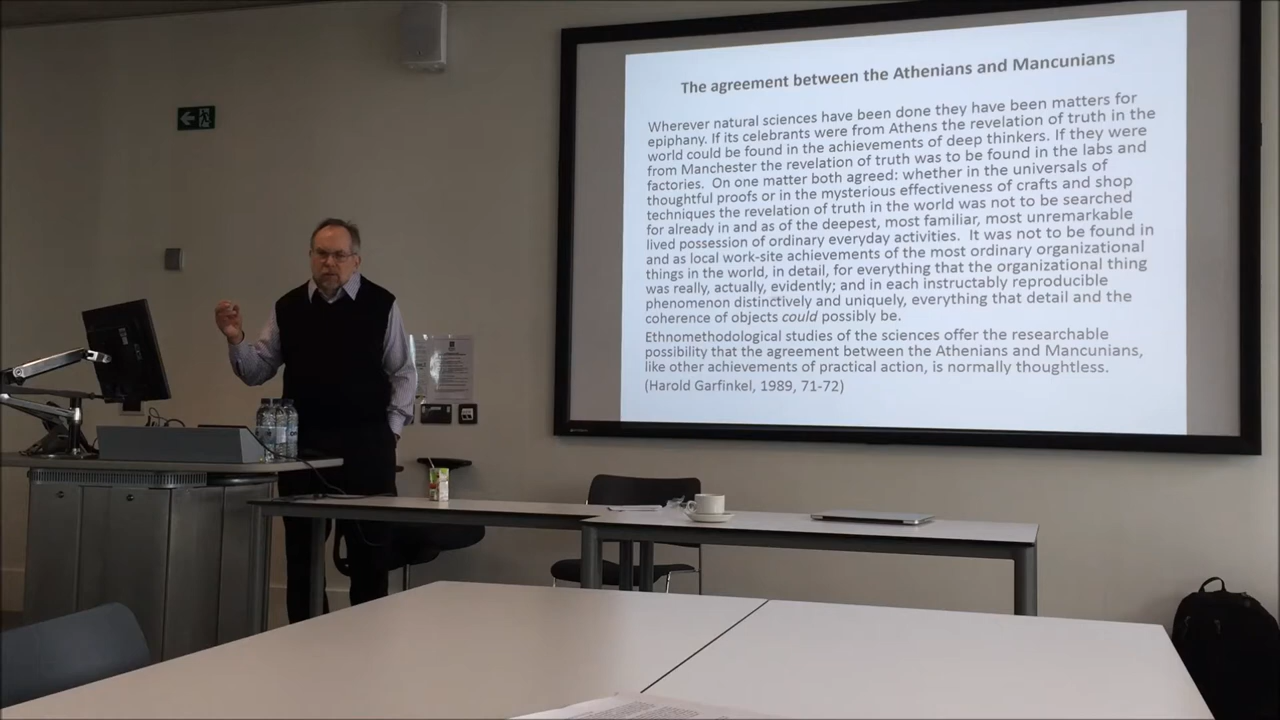 The agreement between the Athenians and Mancunians
Wherever natural sciences have been done they have been matters for
epiphany. If its celebrants were from Athens the revelation of truth in the
world could be found in the achievements of deep thinkers. If they were
from Manchester the revelation of truth was to be found in the labs and
factories. On one matter both agreed: whether in the universals of
thoughtful proofs or in the mysterious effectiveness of crafts and shop
techniques the revelation of truth in the world was not to be searched
for already in and as of the deepest, most familiar, most unremarkable
lived possession of ordinary everyday activities. It was not to be found in
and as local work-site achievements of the most ordinary organizational
things in the world, in detail, for everything that the organizational thing
was really, actually, evidently; and in each instructably reproducible
phenomenon distinctively and uniquely, everything that detail and the
coherence of objects could possibly be.
Ethnomethodological studies of the sciences offer the researchable
possibility that the agreement between the Athenians and Mancunians,
like other achievements of practical action, is normally thoughtless.
(Harold Garfinkel, 1989, 71-72)